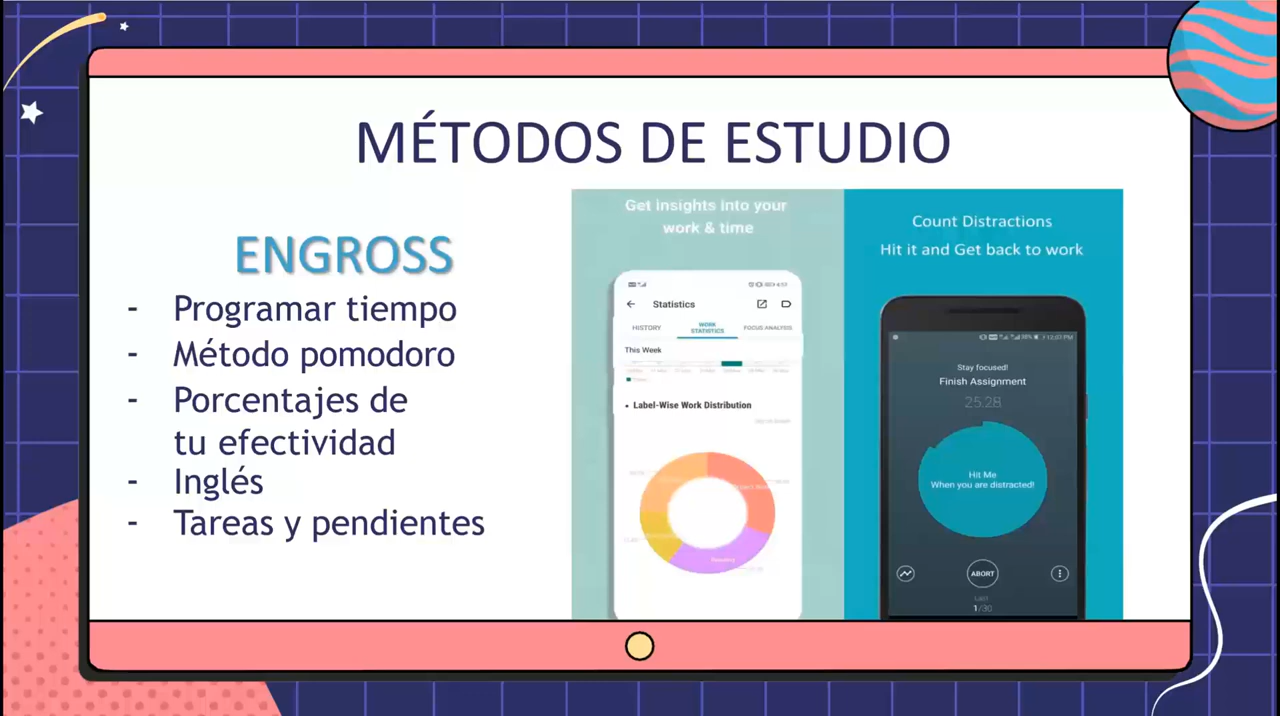 MÉTODOS DE ESTUDIO
ENGROSS
- Programar tiempo
- Método pomodoro
- Porcentajes de
tu efectividad
- Inglés
- Tareas y pendientes
Get insights into your
work & time
Statistics
HISTORY
WORK
STATISTICS
FOCUS ANALYSIS
This Week
• Label-Wise Work Distribution
Reading
Count Distractions
Hit it and Get back to work
Stay focused!
Finish Assignment
25:28
Hit Me
When you are distracted!
ABORT
1/30